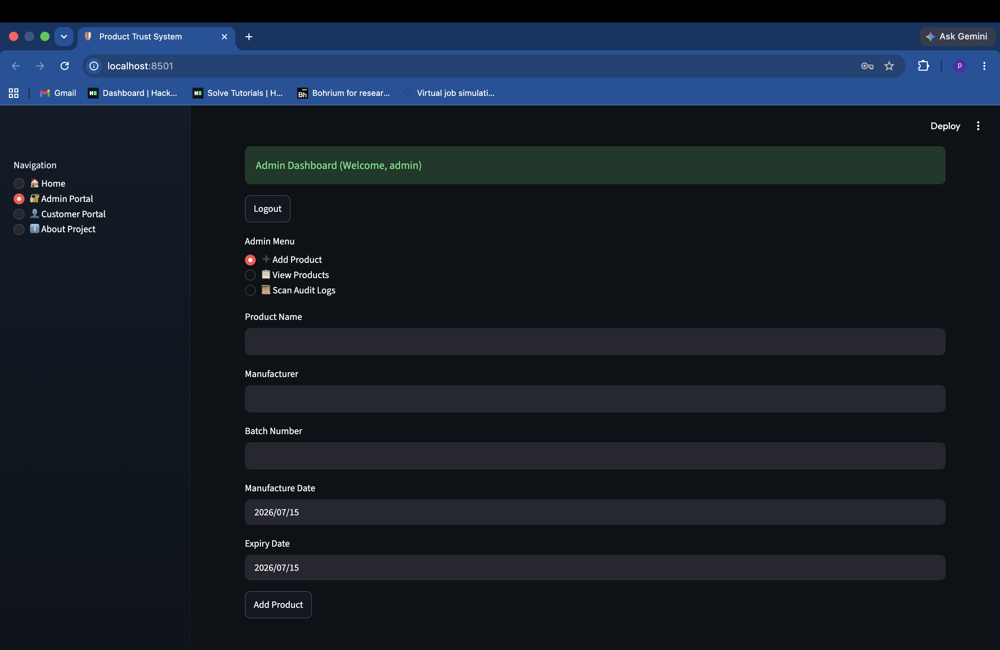 Product Trust System
Ask Gemini
localhost:8501
p
Gmail
Dashboard | Hack...
Solve Tutorials | H...
Bohrium for resear...
Virtual job simulati...
Deploy
Navigation
Home
Admin Portal
Customer Portal
About Project
Admin Dashboard (Welcome, admin)
Logout
Admin Menu
Add Product
View Products
Scan Audit Logs
Product Name
Manufacturer
Batch Number
Manufacture Date
2026/07/15
Expiry Date
2026/07/15
Add Product